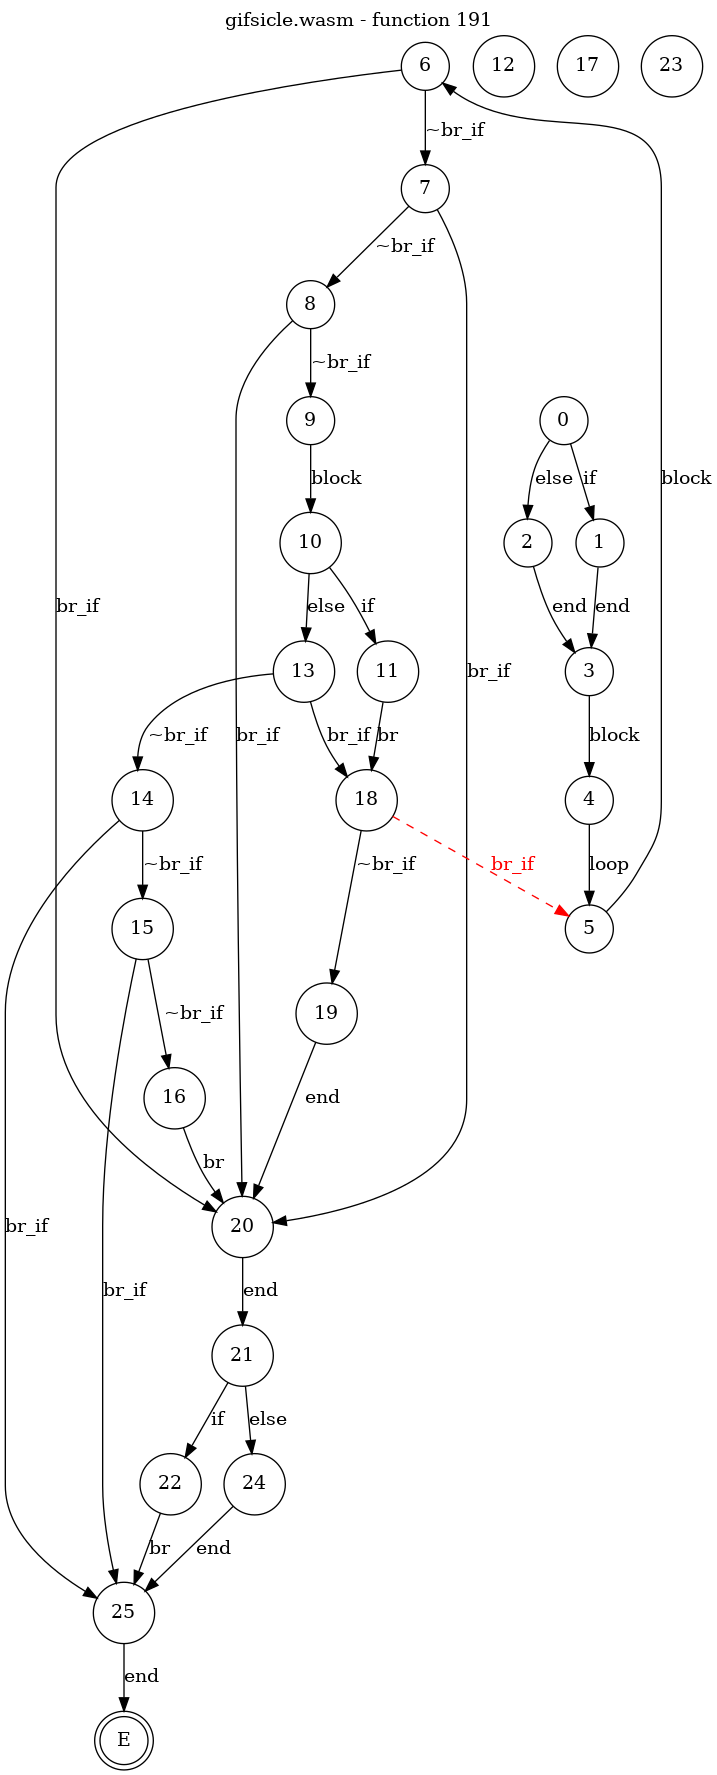 gifsicle.wasm - function 191
6
12
17
23
~br_if
7
~br_if
8
~br_if
9
0
block
else
if
block
10
2
1
else
if
br_if
end
end
13
11
br_if
3
~br_if
br_if
br_if
br
block
14
18
4
~br_if
~br_if
br_if
loop
15
5
~br_if
19
16
end
br
br_if
20
br_if
end
21
if
else
22
24
br
end
25
end
E